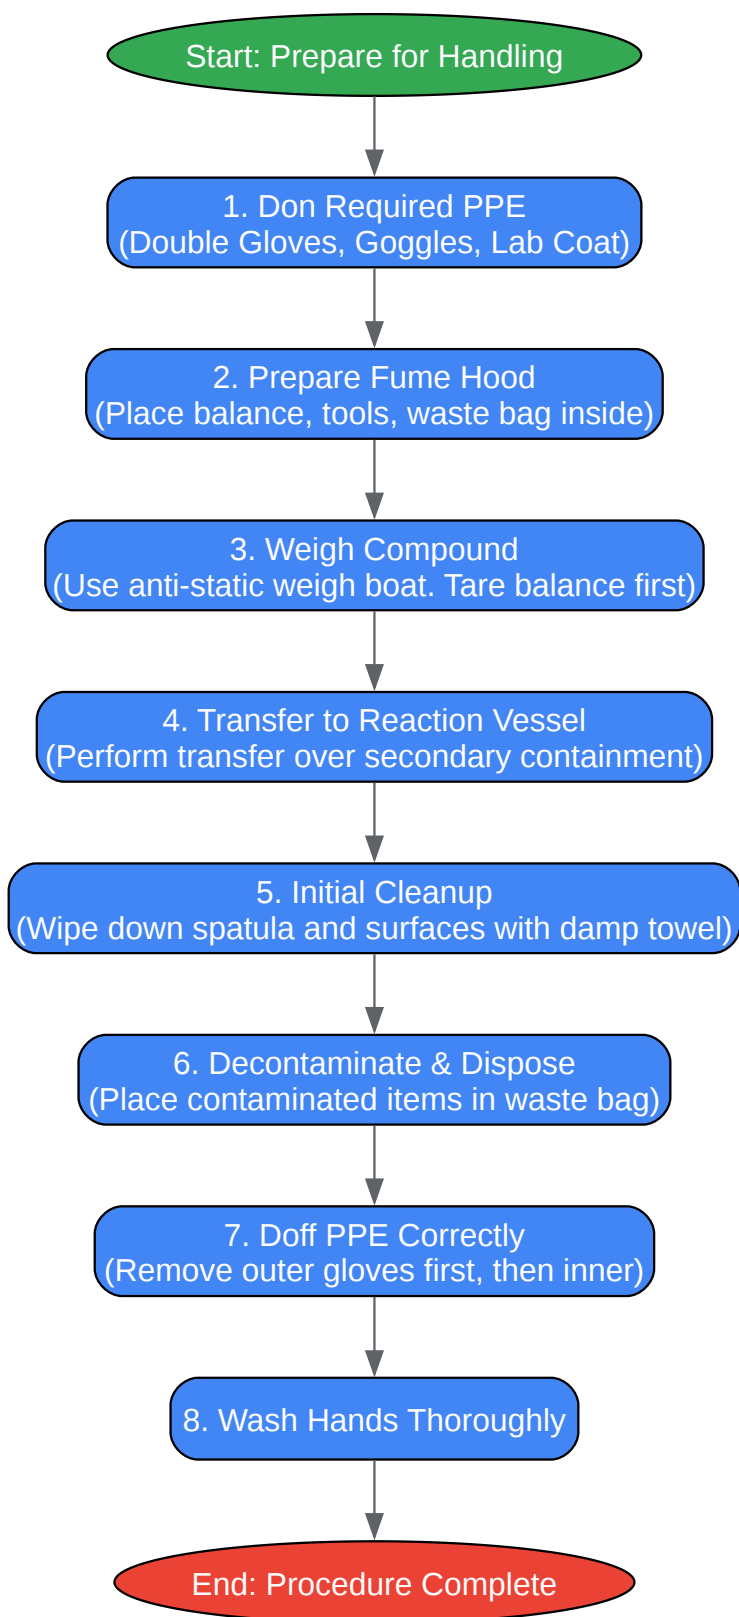 Start: Prepare for Handling
1. Don Required PPE
(Double Gloves, Goggles, Lab Coat)
2. Prepare Fume Hood
(Place balance, tools, waste bag inside)
3. Weigh Compound
(Use anti-static weigh boat. Tare balance first)
4. Transfer to Reaction Vessel
(Perform transfer over secondary containment)
5. Initial Cleanup
(Wipe down spatula and surfaces with damp towel)
6. Decontaminate & Dispose
(Place contaminated items in waste bag)
7. Doff PPE Correctly
(Remove outer gloves first, then inner)
8. Wash Hands Thoroughly
End: Procedure Complete